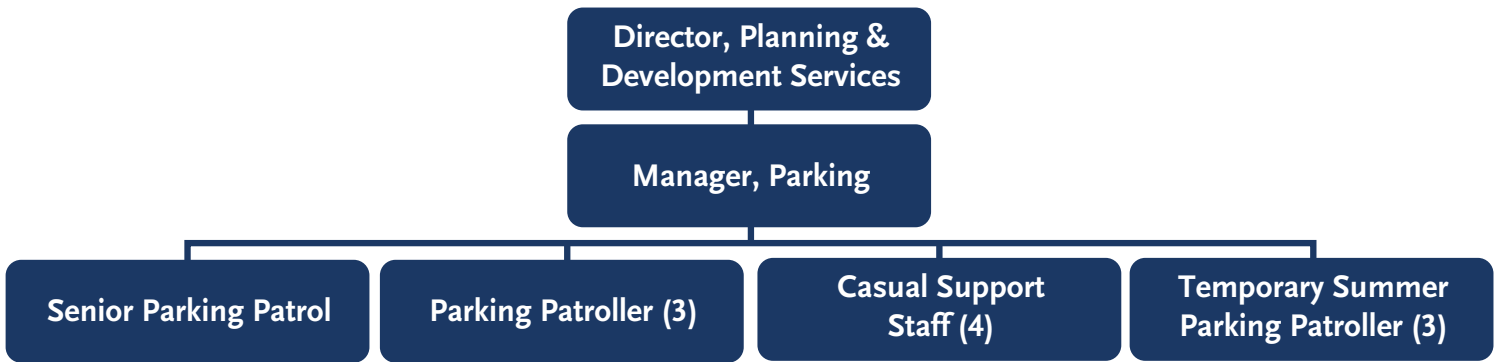 Director, Planning &
Development Services
Manager, Parking
Senior Parking Patrol
Parking Patroller (3)
Casual Support
Staff (4)
Temporary Summer
Parking Patroller (3)